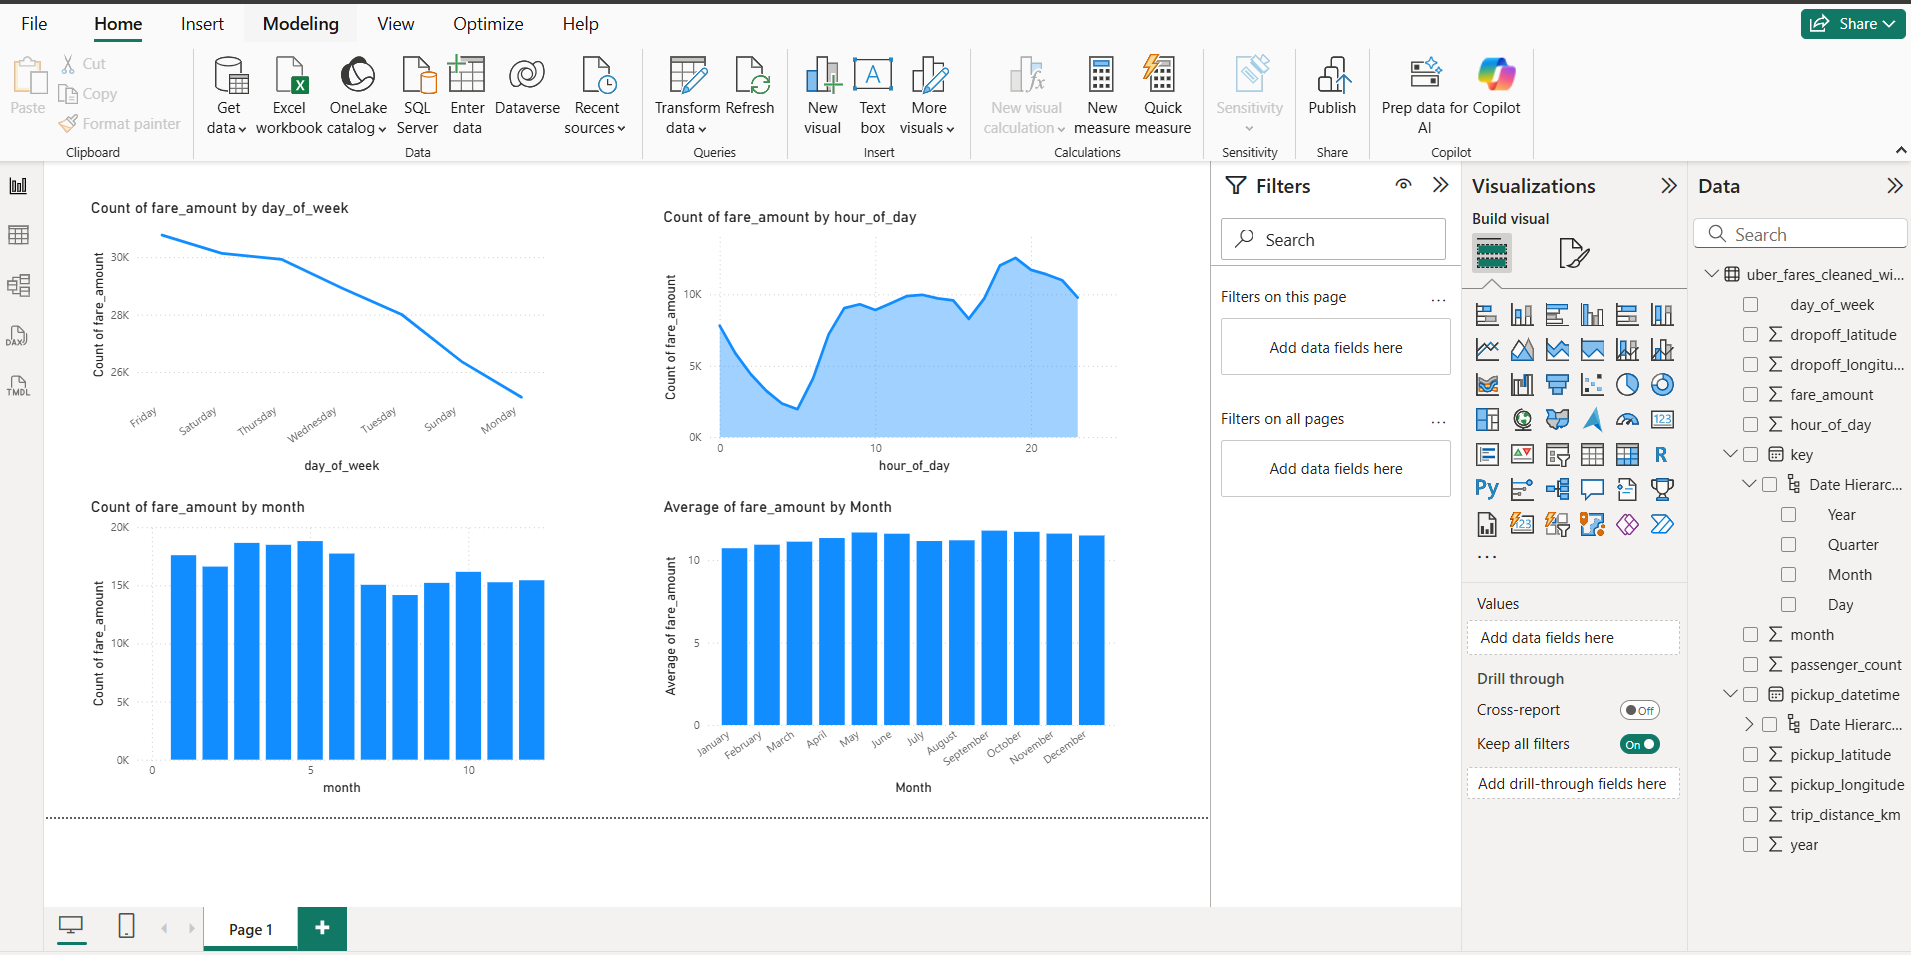 File Home Insert Modeling View Optimize Help Share
Paste
Cut
Copy
Format painter
Clipboard
Get data
Excel workbook
OneLake catalog
SQL Server
Enter data
Dataverse
Recent sources
Data
Transform data
Refresh
Queries
New visual
Text box
More visuals
Insert
New visual calculation
New measure
Quick measure
Calculations
Sensitivity
Sensitivity
Publish
Share
Prep data for AI
Copilot
Copilot
DAX
TMDL
Count of fare_amount by day_of_week
Count of fare_amount
30K
28K
26K
Friday Saturday Thursday Wednesday Tuesday Sunday Monday
day_of_week
Count of fare_amount by hour_of_day
Count of fare_amount
10K
5K
0K
0 10 20
hour_of_day
Count of fare_amount by month
Count of fare_amount
20K
15K
10K
5K
0K
0 5 10
month
Average of fare_amount by Month
Average of fare_amount
10
5
0
January February March April May June July August September October November December
Month
Page 1
+
Filters
Search
Filters on this page ...
Add data fields here
Filters on all pages ...
Add data fields here
Visualizations
Build visual
123
R
Py
123
...
Values
Add data fields here
Drill through
Cross-report Off
Keep all filters On
Add drill-through fields here
Data
Search
uber_fares_cleaned_wi...
day_of_week
dropoff_latitude
dropoff_longitu...
fare_amount
hour_of_day
key
Date Hierarc...
Year
Quarter
Month
Day
month
passenger_count
pickup_datetime
Date Hierarc...
pickup_latitude
pickup_longitude
trip_distance_km
year